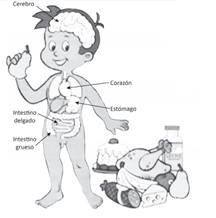 Cerebro
Corazón
Estómago
Intestino
delgado
Intestino
grueso